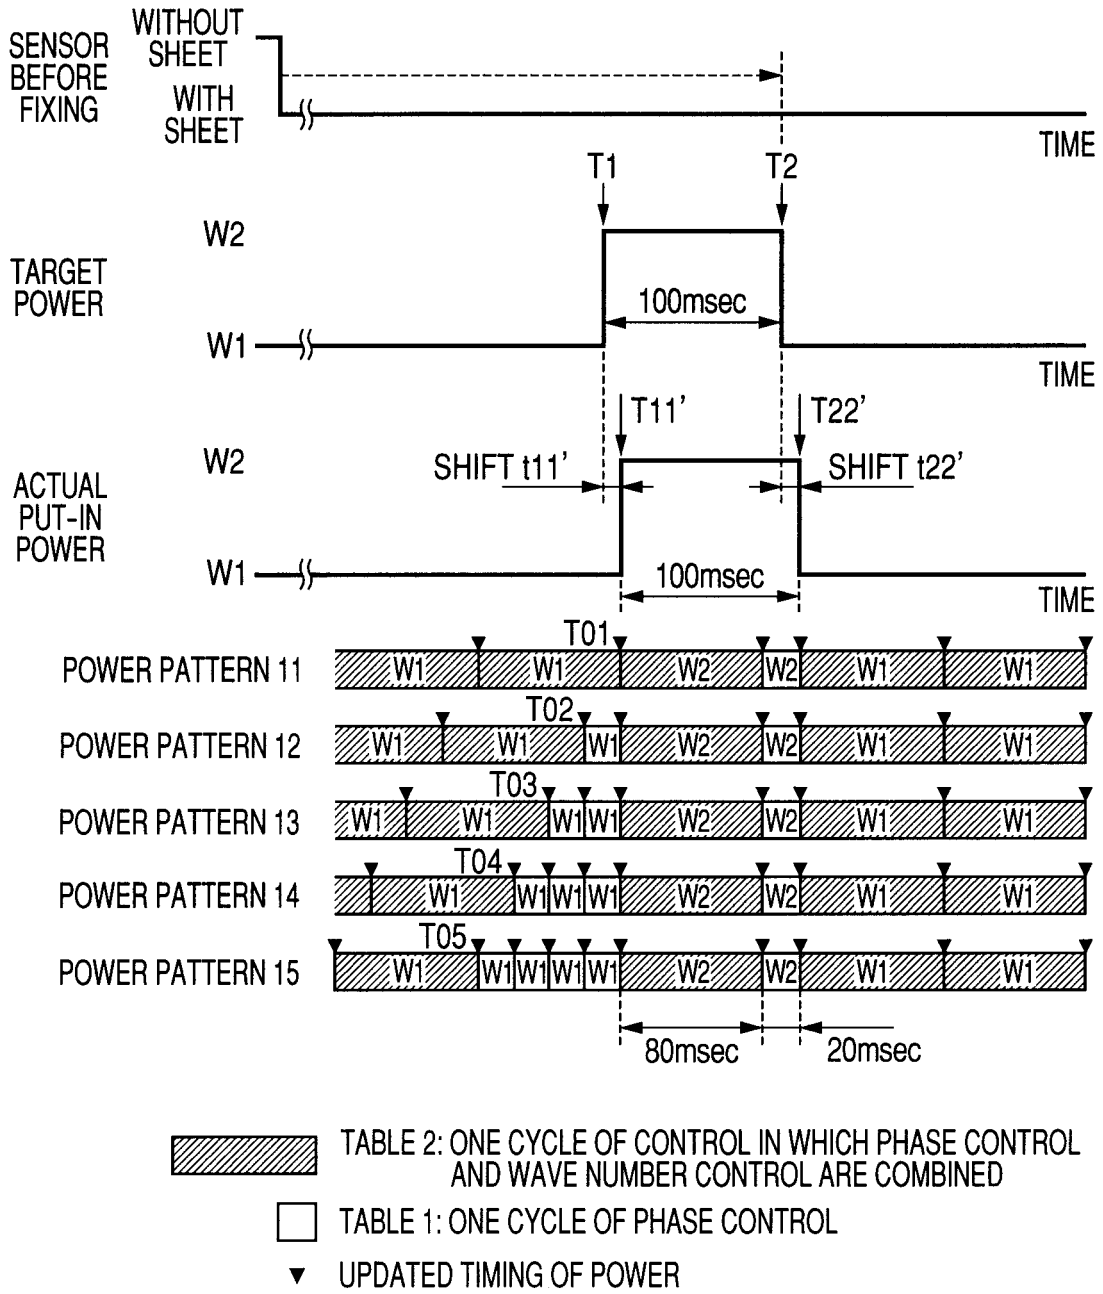 SENSOR
BEFORE
FIXING
WITHOUT
SHEET
WITH
SHEET
TIME
T1
T2
TARGET
POWER
W2
100msec
W1
TIME
T11'
T22'
ACTUAL
PUT-IN
POWER
W2
SHIFT t11'
SHIFT t22'
W1
100msec
TIME
T01
POWER PATTERN 11 W1 W1 W2 W2 W1 W1
T02
POWER PATTERN 12 W1 W1 W1 W2 W2 W1 W1
T03
POWER PATTERN 13 W1 W1 W1 W1 W2 W2 W1 W1
T04
POWER PATTERN 14 W1 W1 W1 W1 W2 W2 W1 W1
T05
POWER PATTERN 15 W1 W1 W1 W1 W1 W2 W2 W1 W1
80msec
20msec
TABLE 2: ONE CYCLE OF CONTROL IN WHICH PHASE CONTROL
AND WAVE NUMBER CONTROL ARE COMBINED
TABLE 1: ONE CYCLE OF PHASE CONTROL
UPDATED TIMING OF POWER